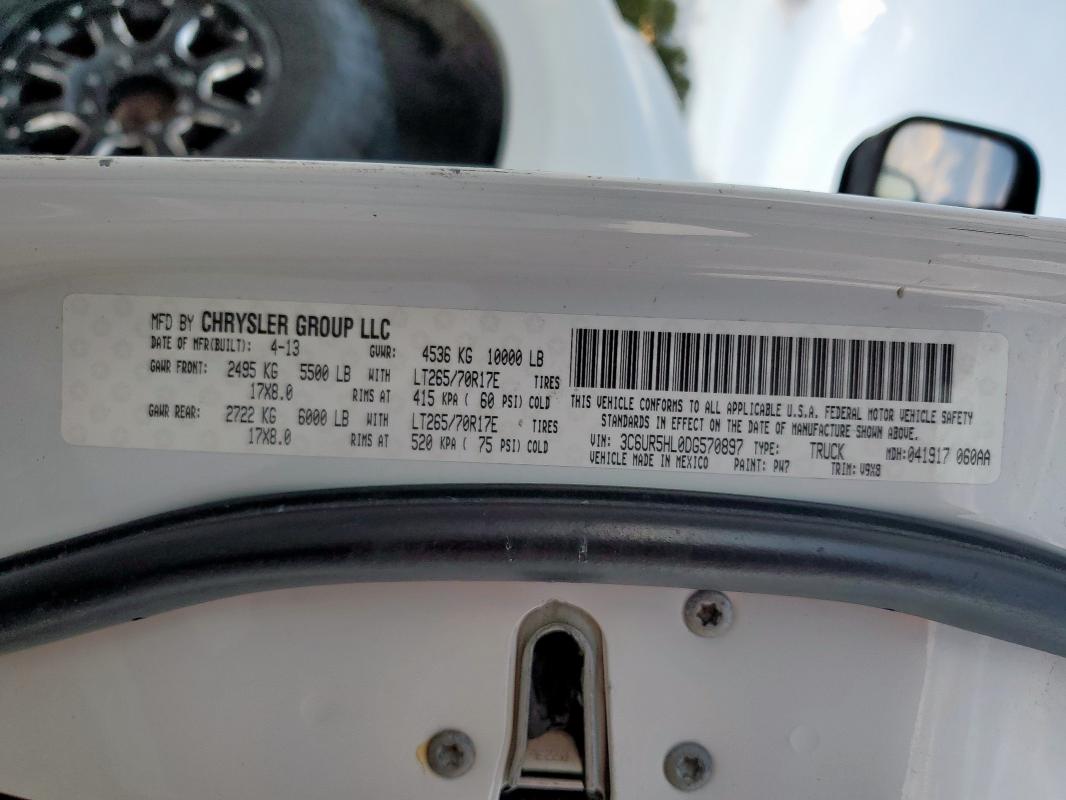 MFD BY CHRYSLER GROUP LLC
DATE OF MFR(BUILT): 4-13 GVWR: 4536 KG 10000 LB
GAWR FRONT: 2495 KG 5500 LB WITH LT265/70R17E TIRES
17X8.0 RIMS AT 415 KPA ( 60 PSI) COLD
GAWR REAR: 2722 KG 6000 LB WITH LT265/70R17E TIRES
17X8.0 RIMS AT 520 KPA ( 75 PSI) COLD
THIS VEHICLE CONFORMS TO ALL APPLICABLE U.S.A. FEDERAL MOTOR VEHICLE SAFETY
STANDARDS IN EFFECT ON THE DATE OF MANUFACTURE SHOWN ABOVE.
VIN: 3C6UR5HL0DG570897 TYPE: TRUCK MDH:041917 060AA
VEHICLE MADE IN MEXICO PAINT: PW7 TRIM: V9X8